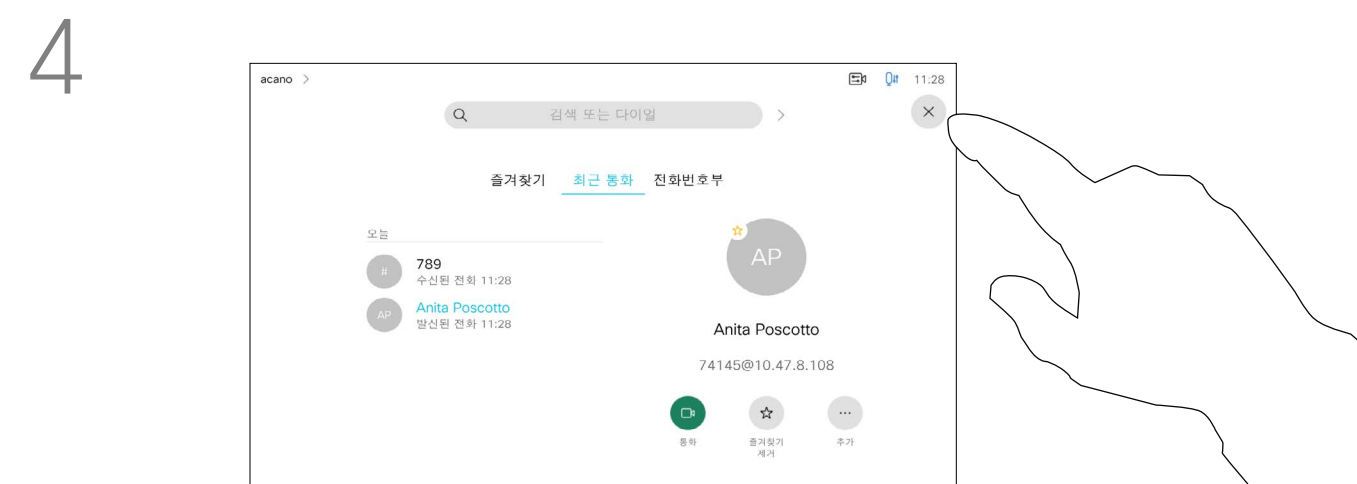 4
acano >
11:28
검색 또는 다이얼
즐겨찾기 최근 통화 전화번호부
오늘
#
789
수신된 전화 11:28
AP
Anita Poscotto
발신된 전화 11:28
AP
Anita Poscotto
74145@10.47.8.108
통화
즐겨찾기
제거
추가